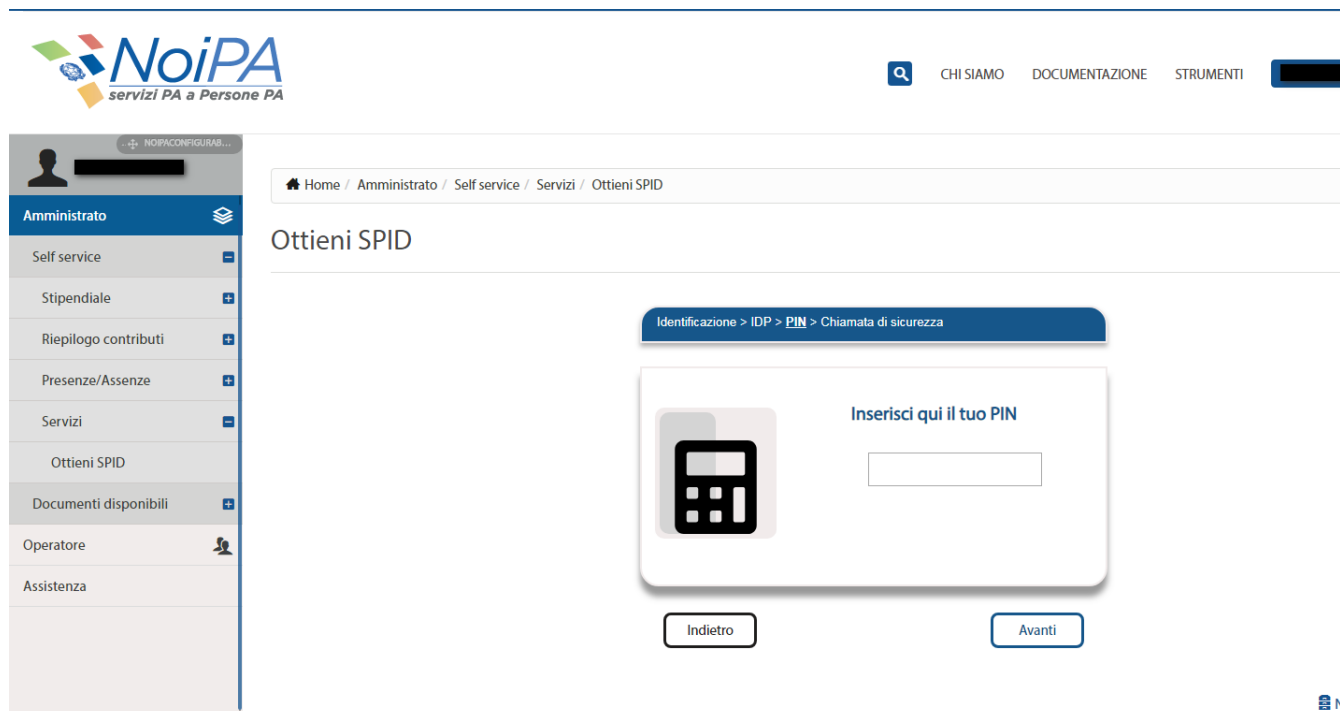 NoiPA
servizi PA a Persone PA
CHI SIAMO DOCUMENTAZIONE STRUMENTI
NOIPACONFIGURAB...
Home / Amministrato / Self service / Servizi / Ottieni SPID
Amministrato
Self service
Stipendiale
Riepilogo contributi
Presenze/Assenze
Servizi
Ottieni SPID
Documenti disponibili
Operatore
Assistenza
Ottieni SPID
Identificazione > IDP > PIN > Chiamata di sicurezza
Inserisci qui il tuo PIN
Indietro
Avanti
N